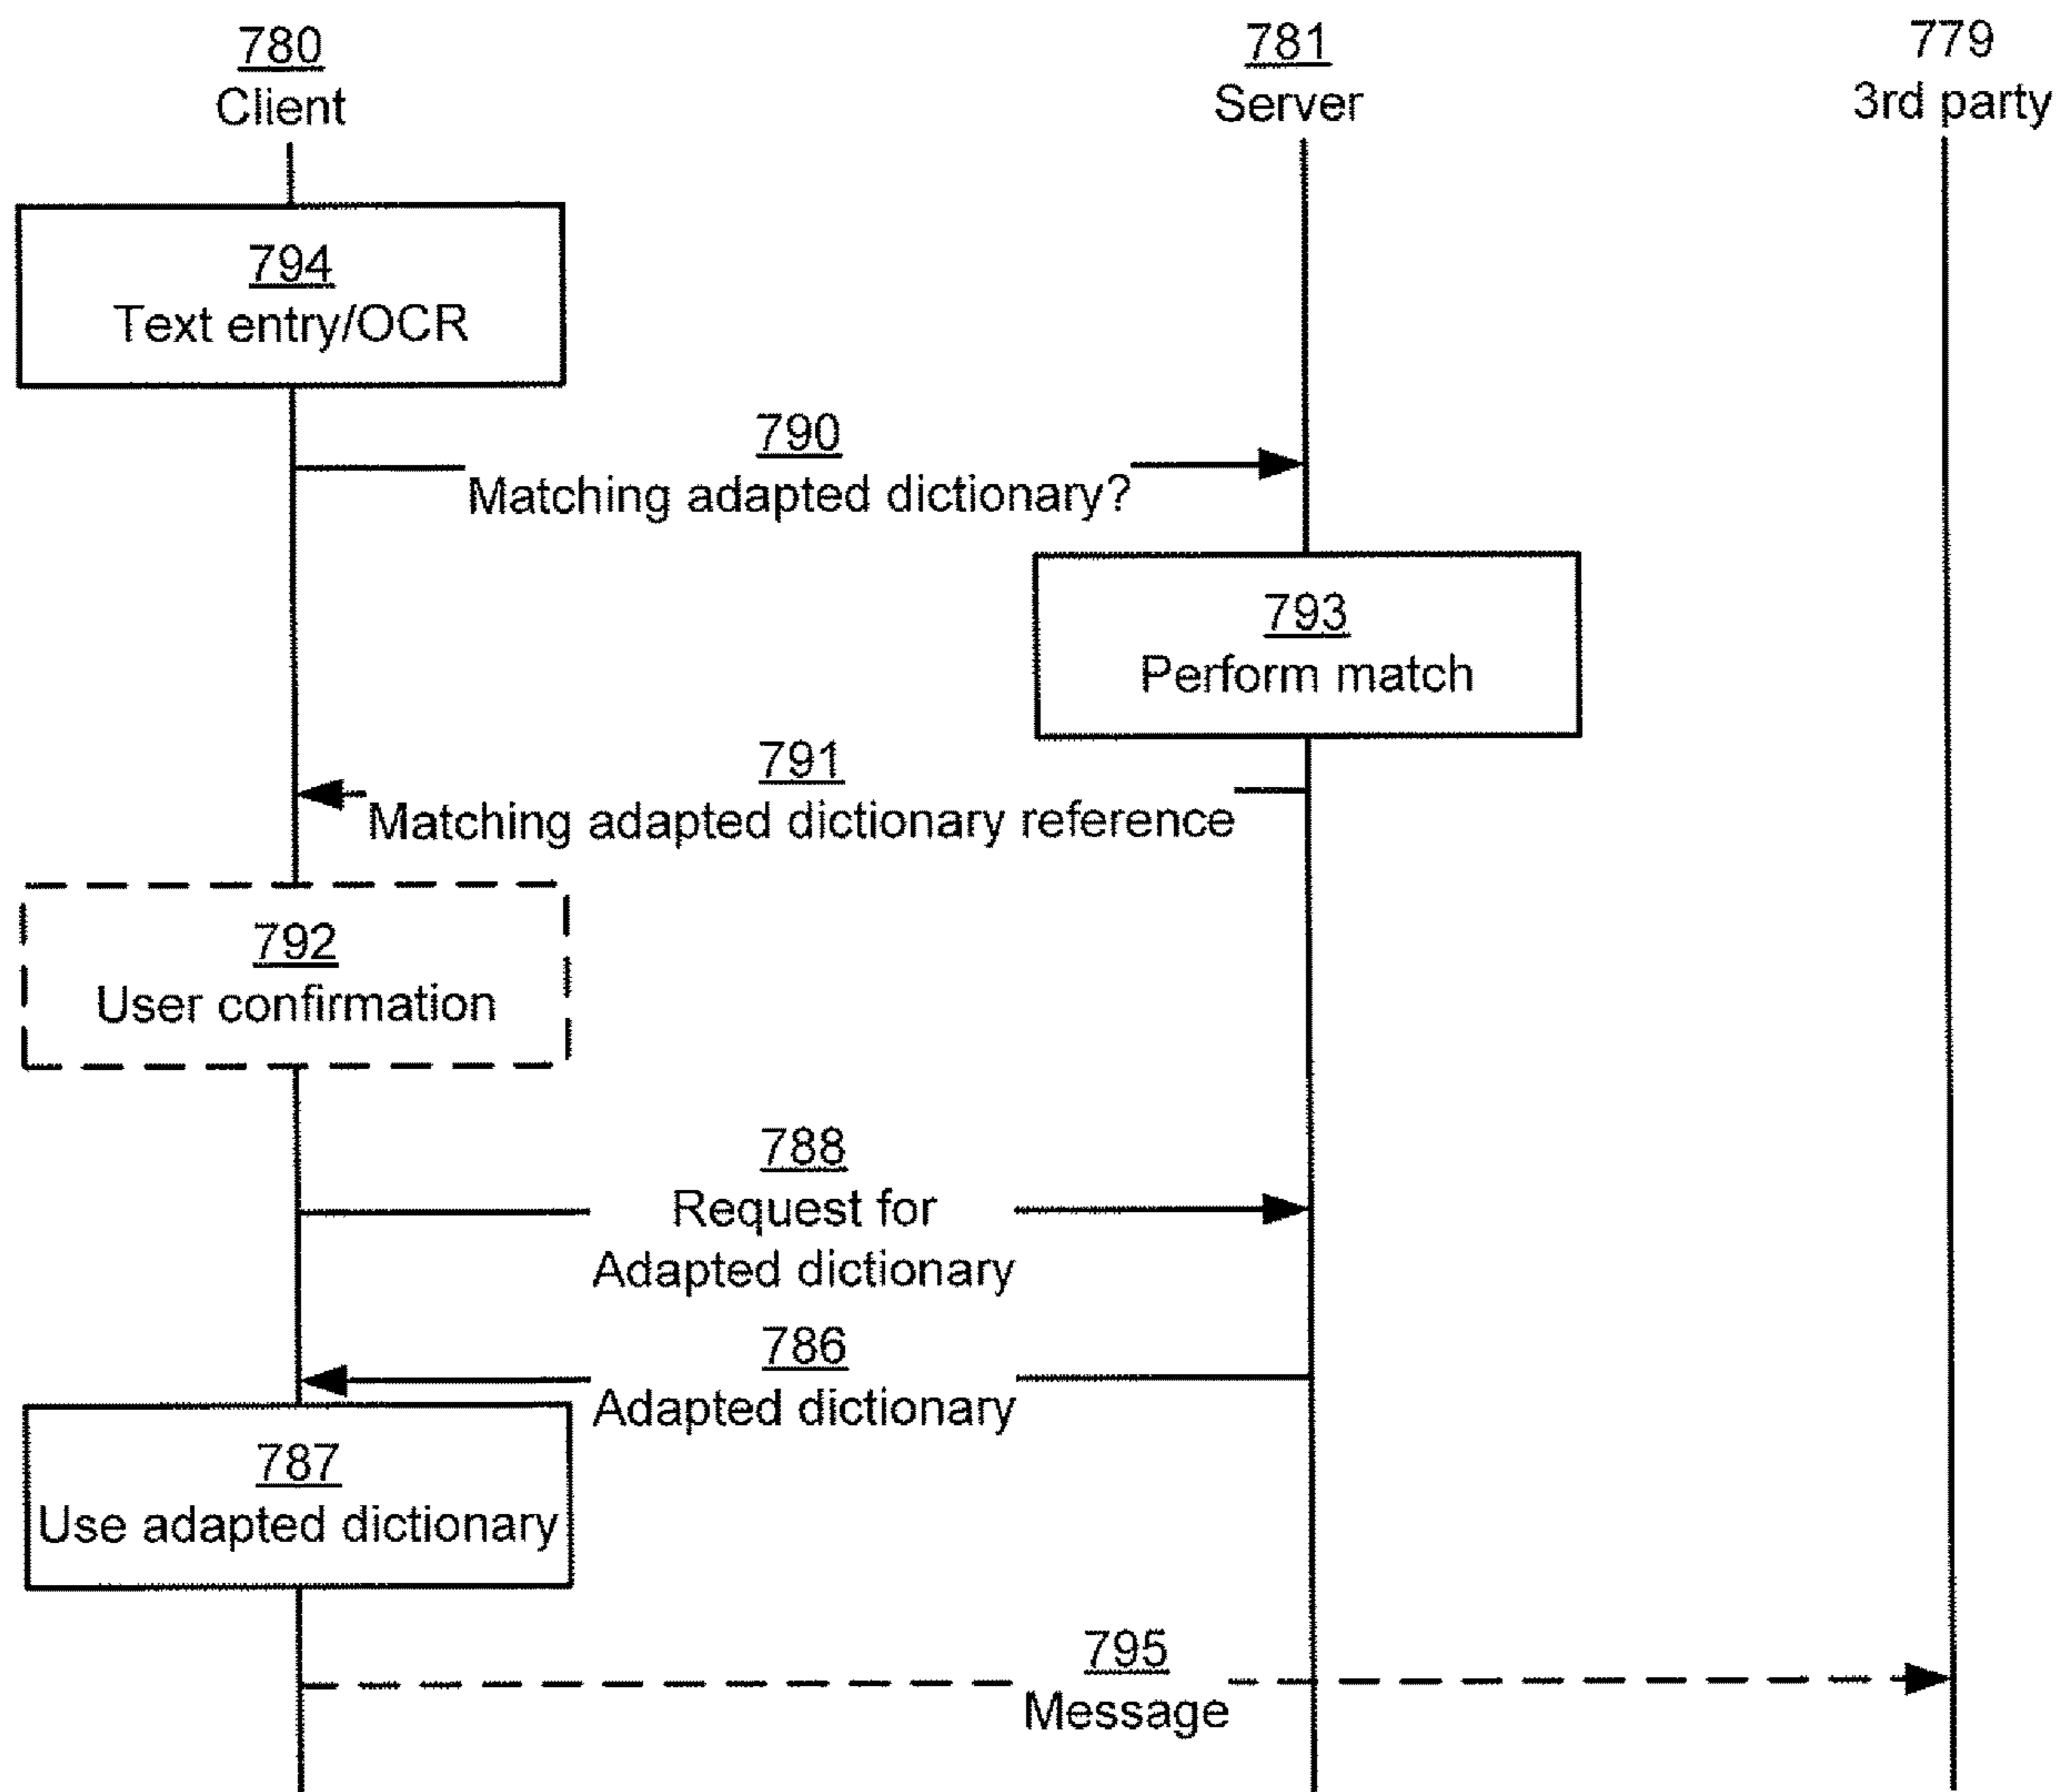 780
Client
781
Server
779
3rd party
794
Text entry/OCR
790
Matching adapted dictionary?
793
Perform match
791
Matching adapted dictionary reference
792
User confirmation
788
Request for
Adapted dictionary
786
Adapted dictionary
787
Use adapted dictionary
795
Message